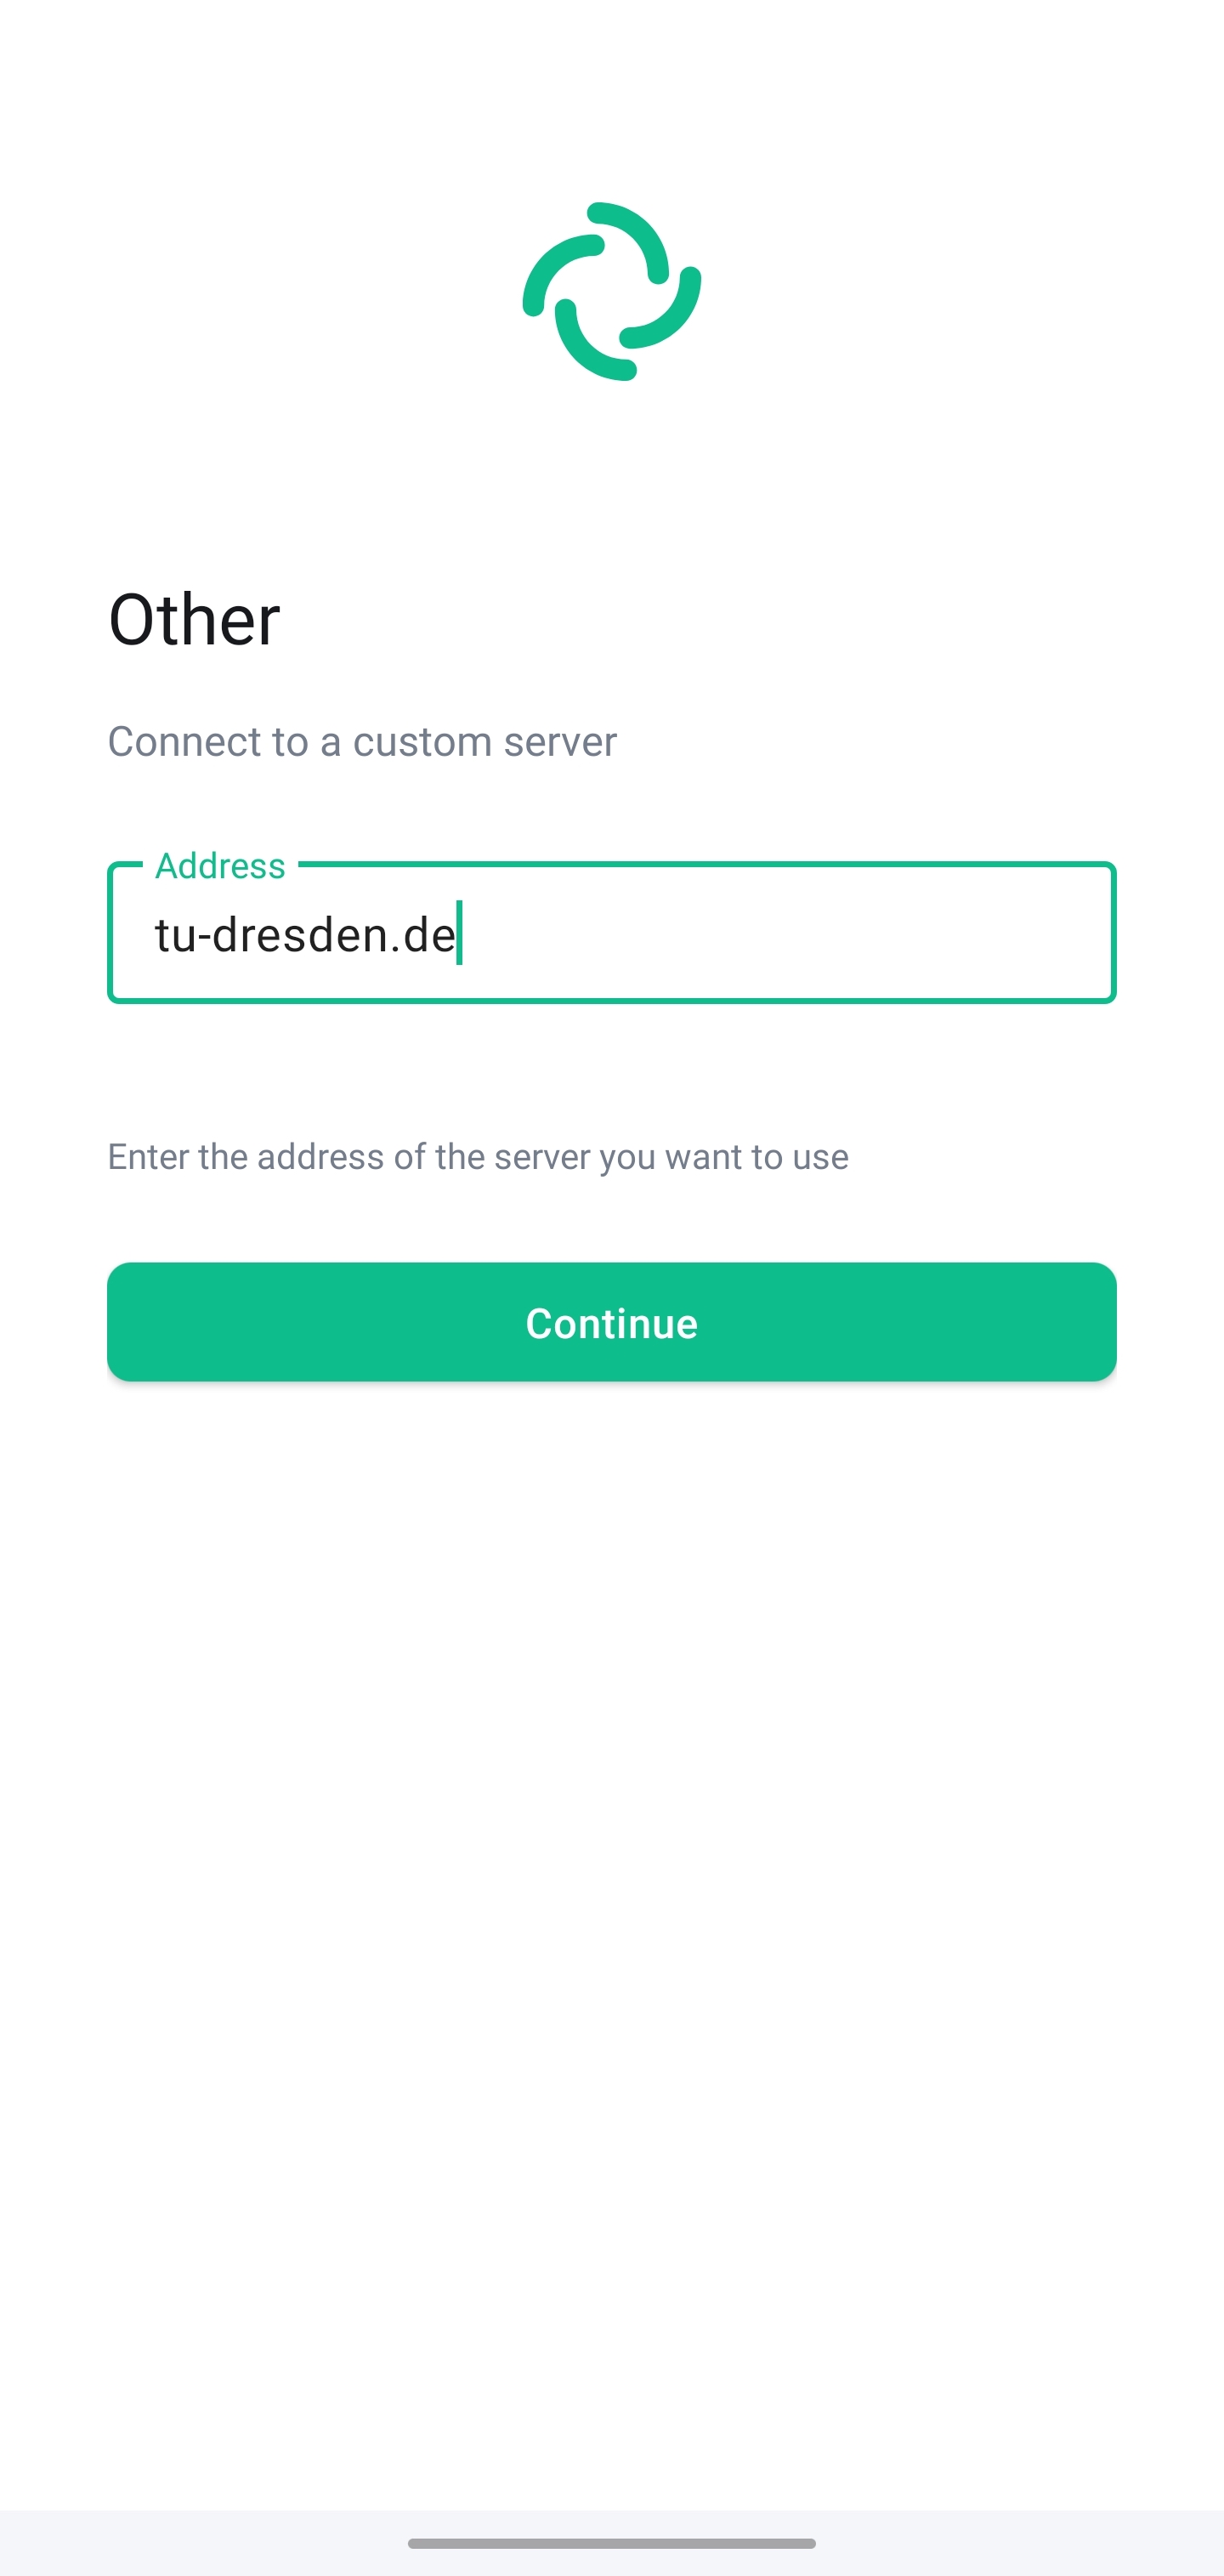 Other
Connect to a custom server
Address
tu-dresden.de
Enter the address of the server you want to use
Continue